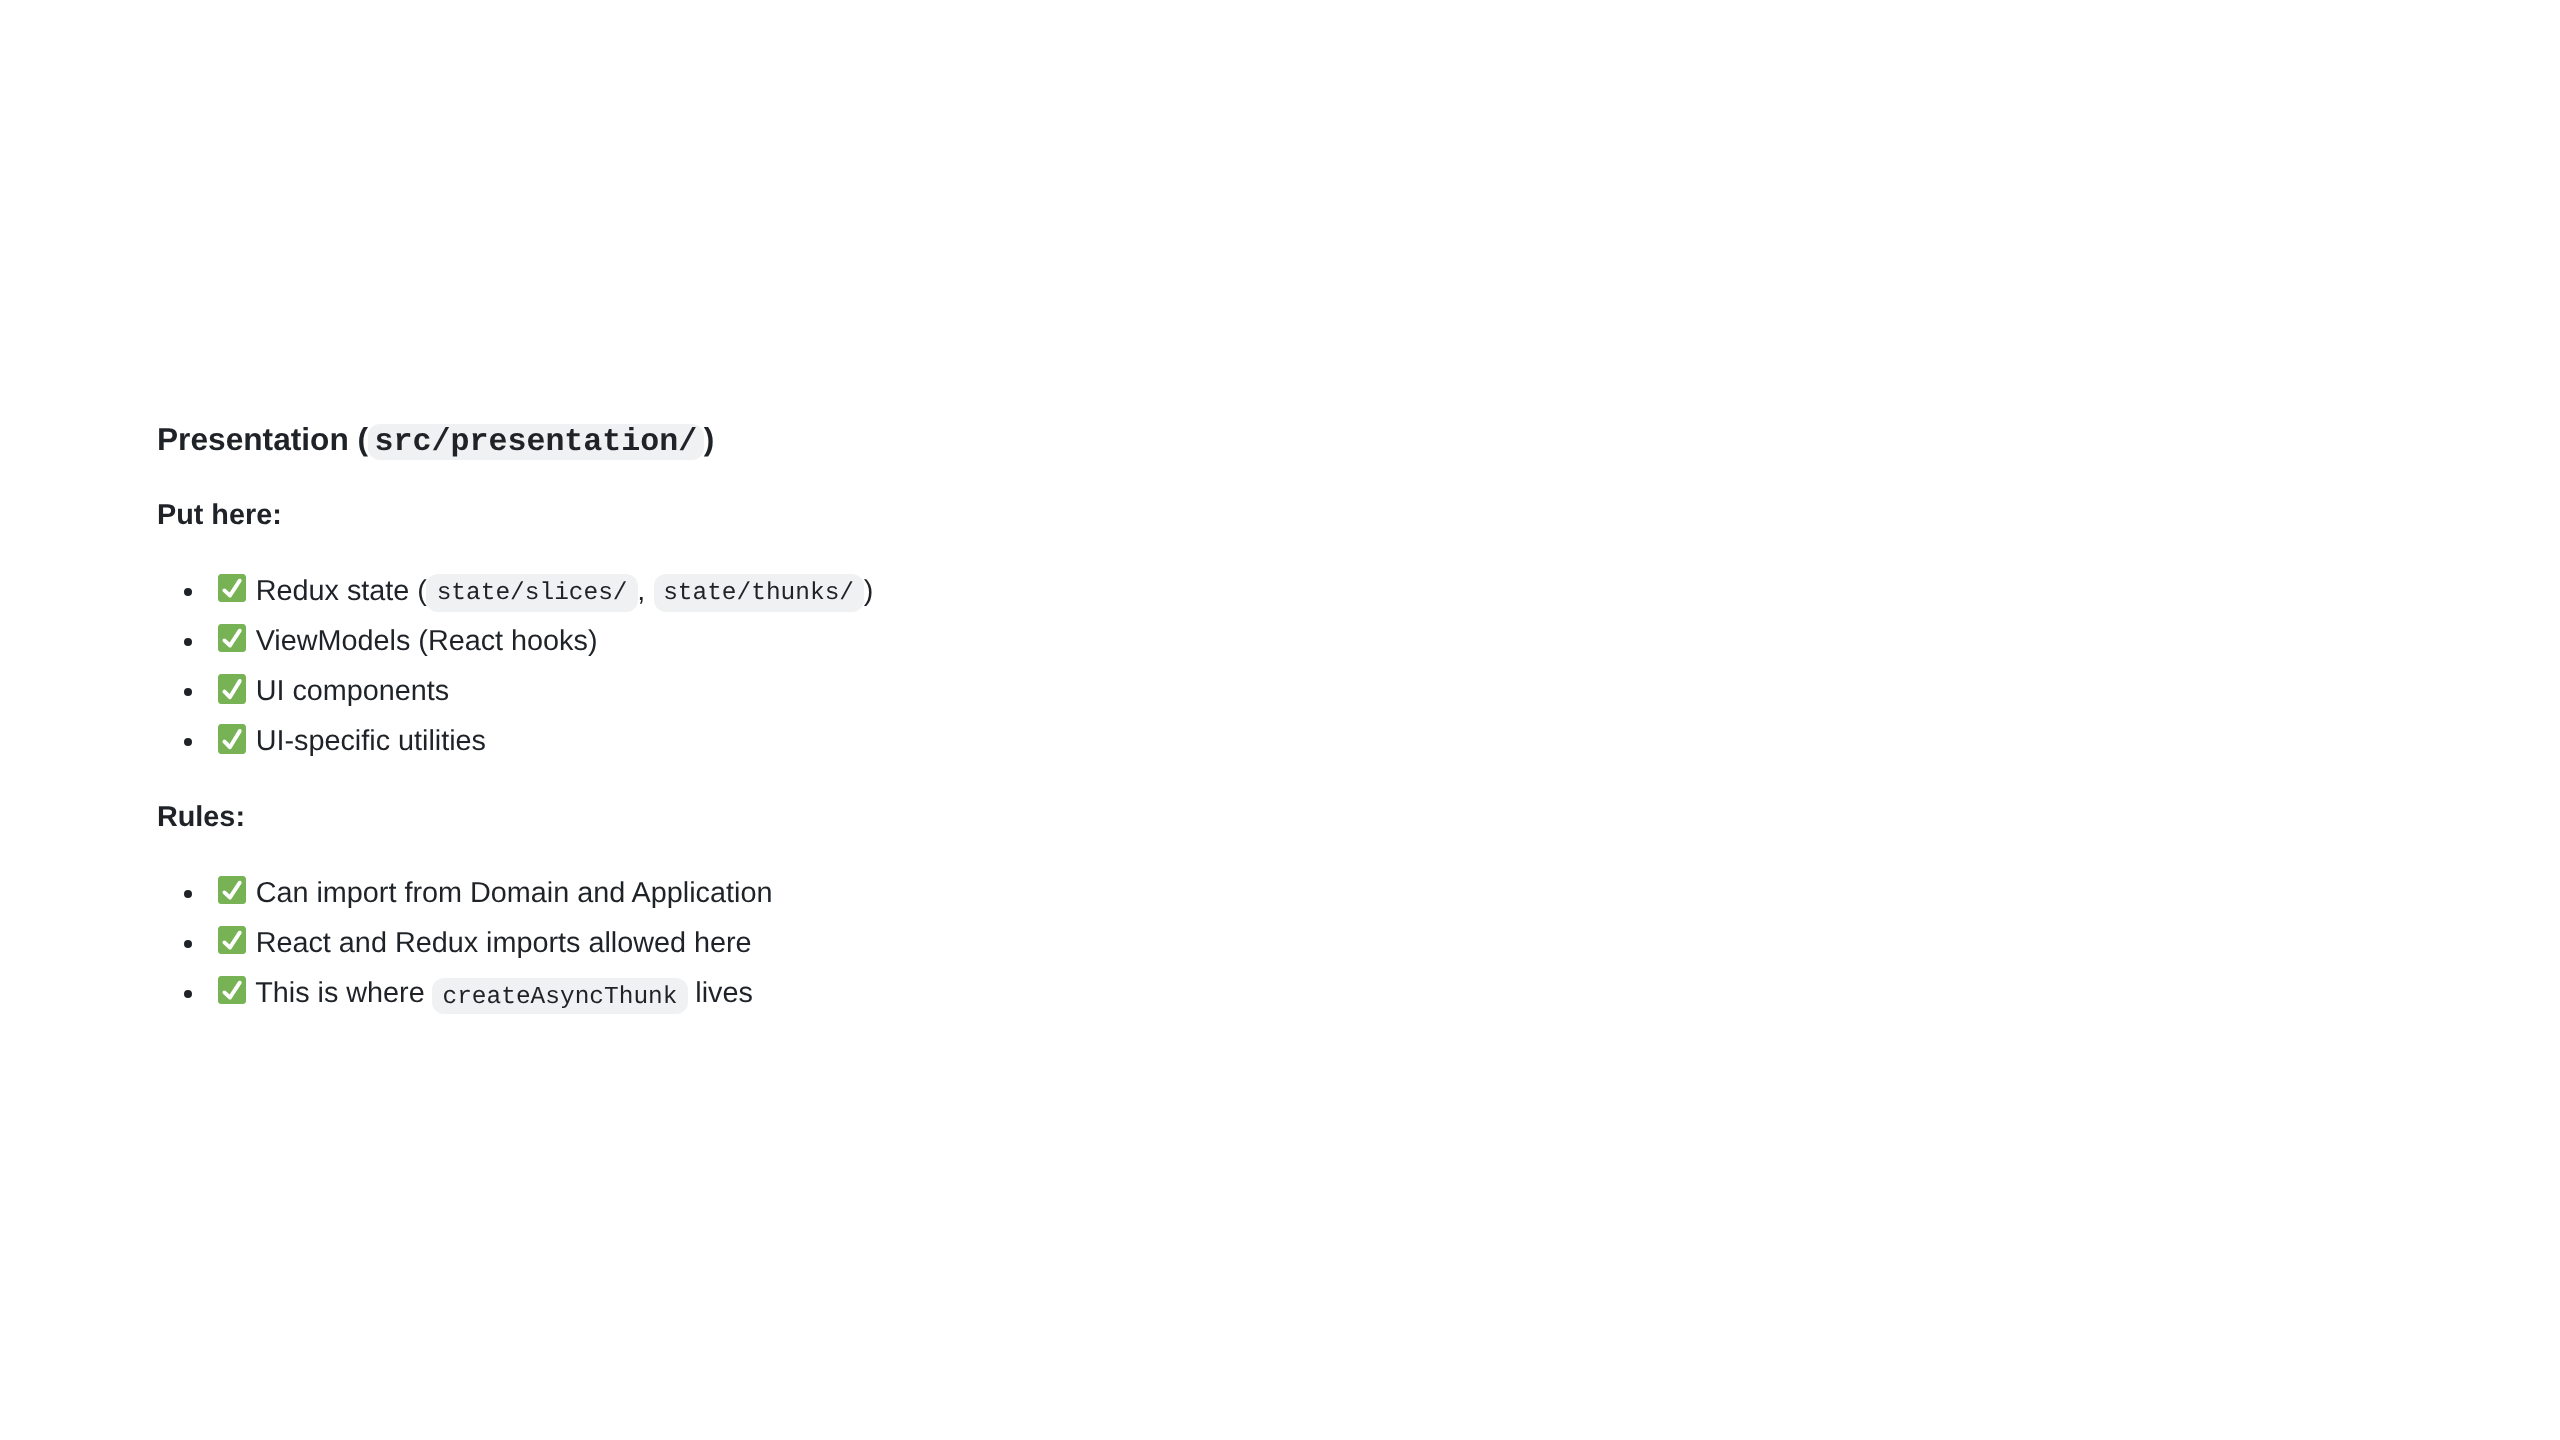 Presentation (src/presentation/)
Put here:
• ✅ Redux state (state/slices/, state/thunks/)
• ✅ ViewModels (React hooks)
• ✅ UI components
• ✅ UI-specific utilities
Rules:
• ✅ Can import from Domain and Application
• ✅ React and Redux imports allowed here
• ✅ This is where createAsyncThunk lives